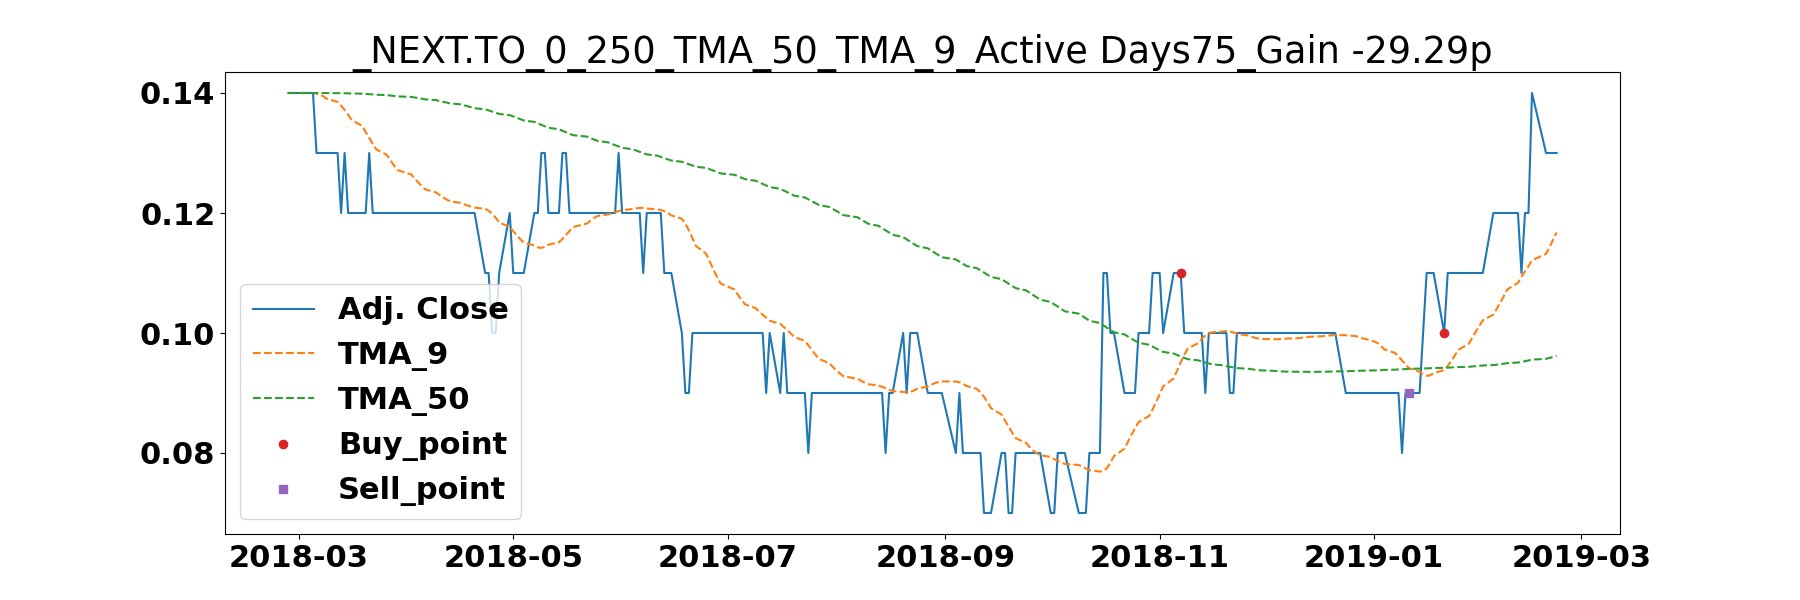 _NEXT.TO_0_250_TMA_50_TMA_9_Active Days75_Gain -29.29p
0.14
0.12
0.10
0.08
Adj. Close
TMA_9
TMA_50
Buy_point
Sell_point
2018-03 2018-05 2018-07 2018-09 2018-11 2019-01 2019-03